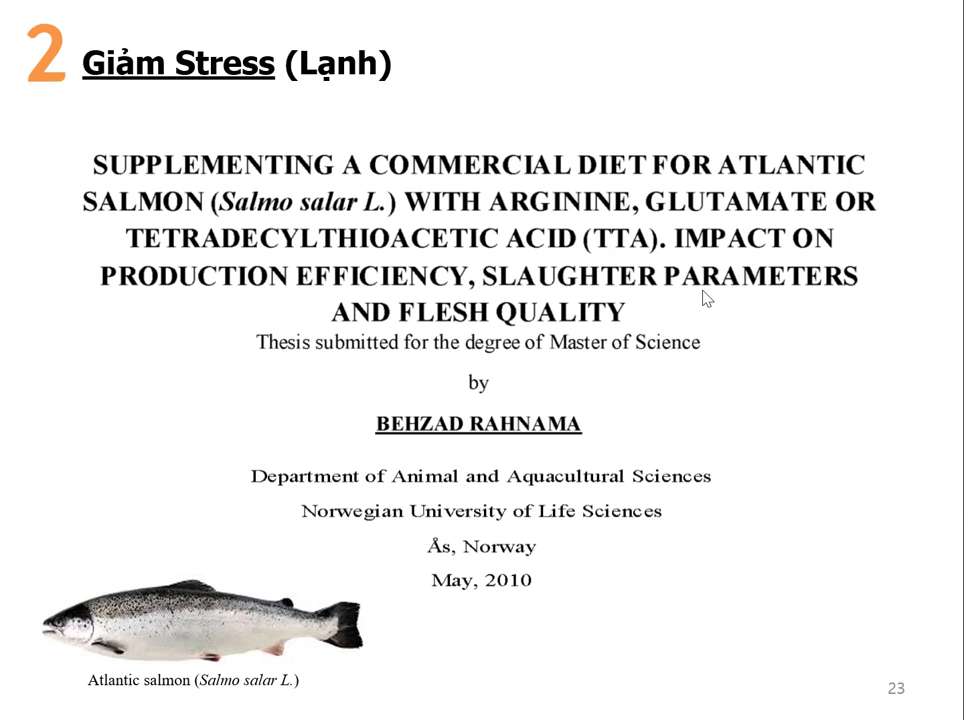 2 Giảm Stress (Lạnh)
SUPPLEMENTING A COMMERCIAL DIET FOR ATLANTIC
SALMON (Salmo salar L.) WITH ARGININE, GLUTAMATE OR
TETRADECYLTHIOACETIC ACID (TTA). IMPACT ON
PRODUCTION EFFICIENCY, SLAUGHTER PARAMETERS
AND FLESH QUALITY
Thesis submitted for the degree of Master of Science
by
BEHZAD RAHNAMA
Department of Animal and Aquacultural Sciences
Norwegian University of Life Sciences
Ås, Norway
May, 2010
Atlantic salmon (Salmo salar L.)
23